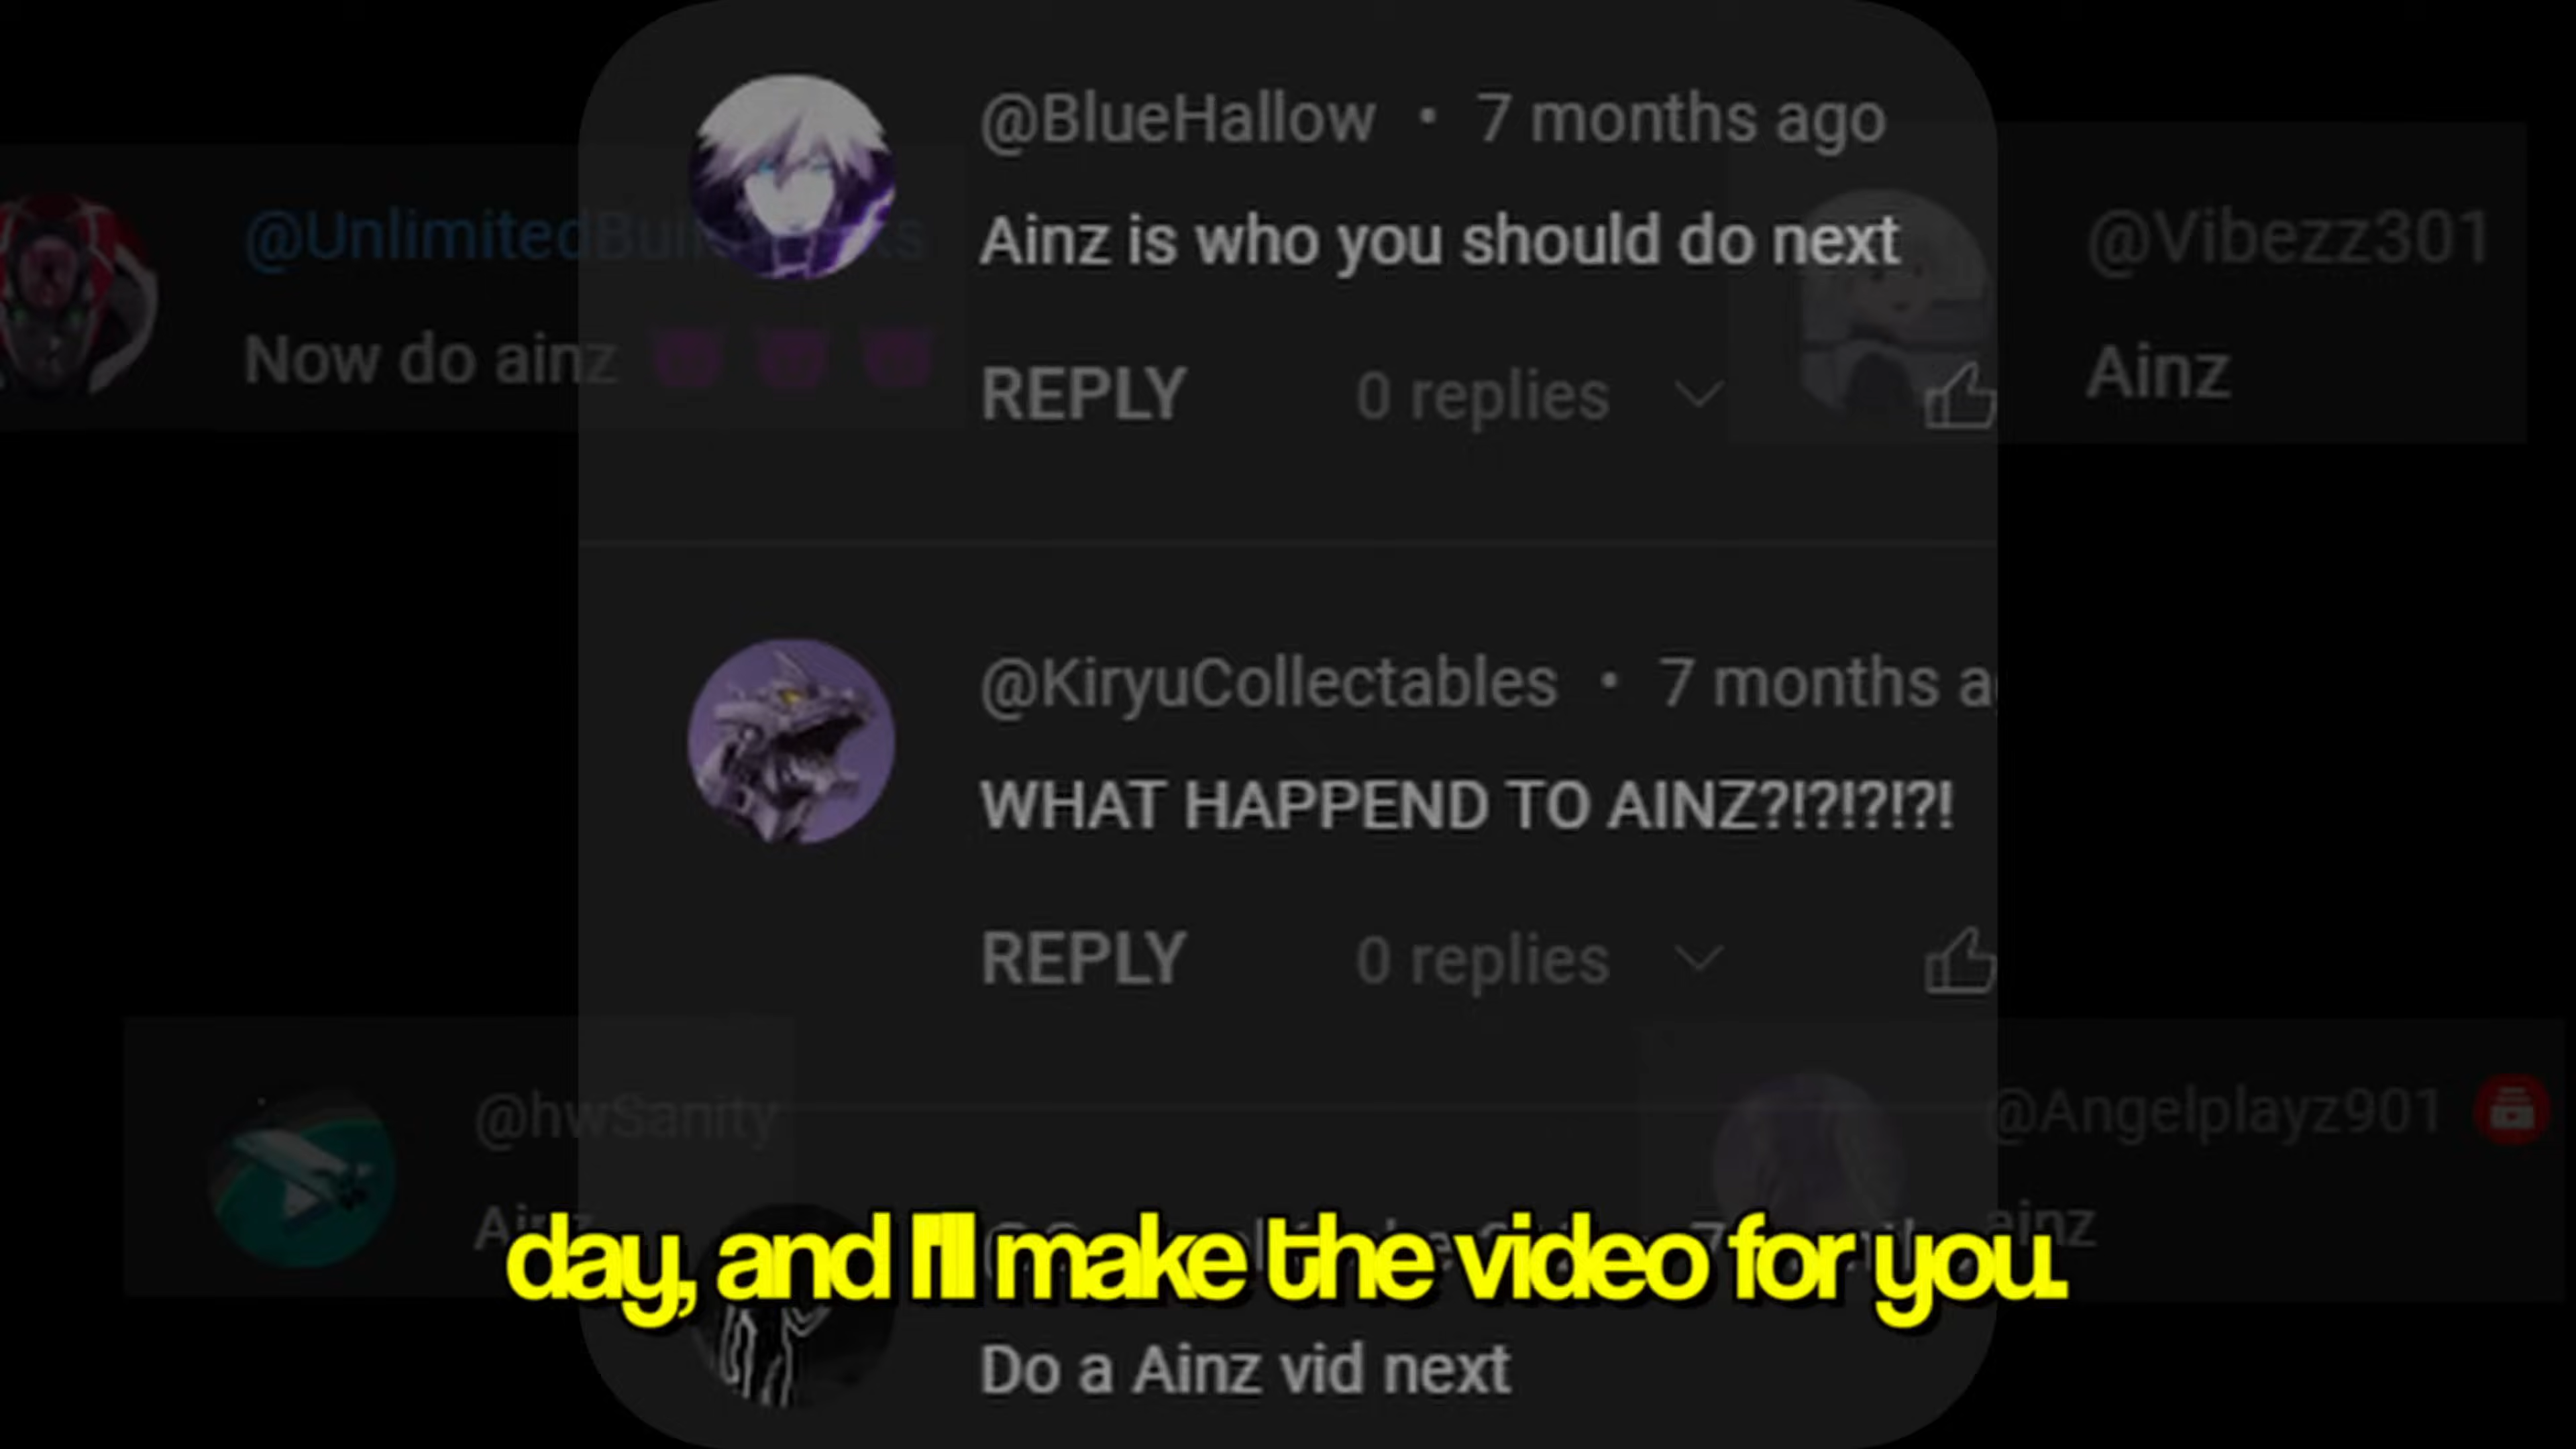 @BlueHallow • 7 months ago
Ainz is who you should do next
REPLY 0 replies
@Vibezz301
Ainz
Now do ainz
@KiryuCollectables • 7 months a
WHAT HAPPEND TO AINZ?!?!?!?!
REPLY 0 replies
@hwSanity
@Angelplayz901
ainz
day, and I'll make the video for you.
Do a Ainz vid next